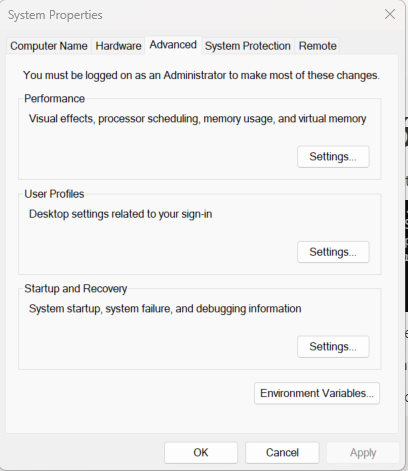 System Properties
Computer Name Hardware Advanced System Protection Remote
You must be logged on as an Administrator to make most of these changes.
Performance
Visual effects, processor scheduling, memory usage, and virtual memory
Settings...
User Profiles
Desktop settings related to your sign-in
Settings...
Startup and Recovery
System startup, system failure, and debugging information
Settings...
Environment Variables...
OK Cancel Apply